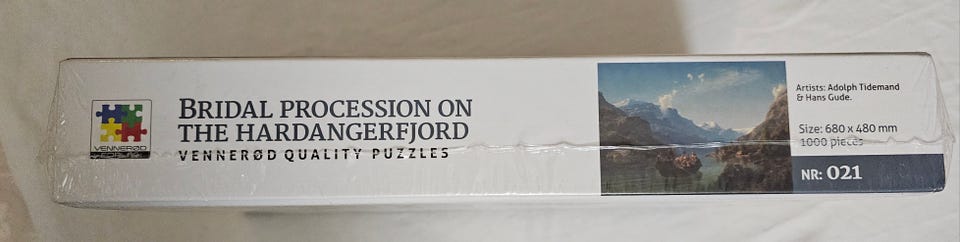 VENNERØD
BRIDAL PROCESSION ON
THE HARDANGERFJORD
VENNERØD QUALITY PUZZLES
Artists: Adolph Tidemand
& Hans Gude.
Size: 680 x 480 mm
1000 pieces
NR: 021